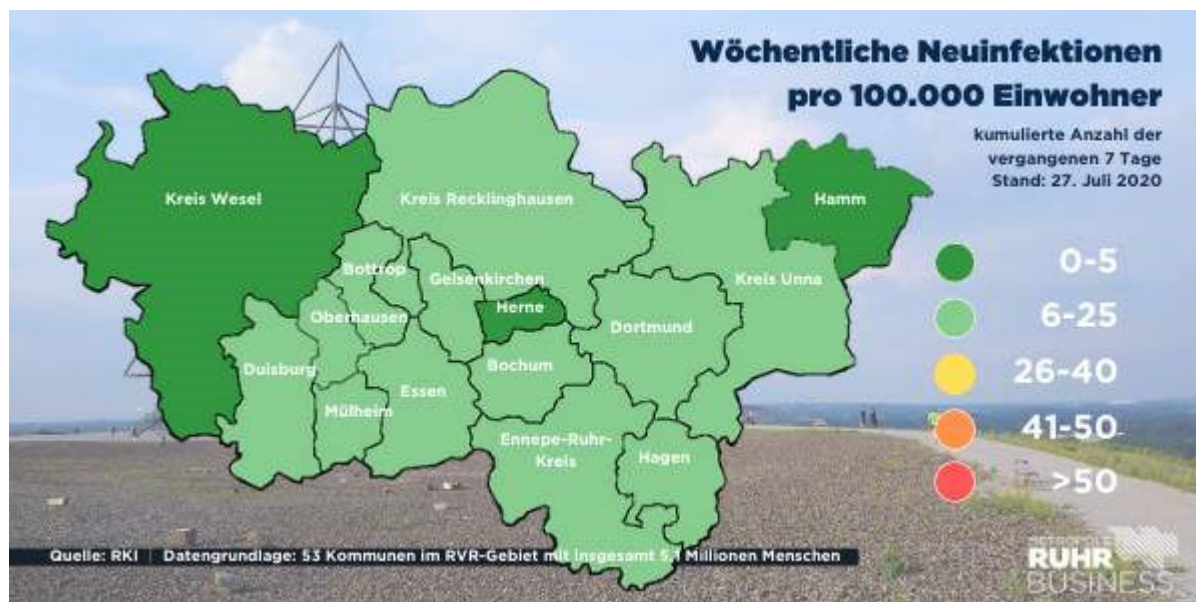 Wöchentliche Neuinfektionen
pro 100.000 Einwohner
kumulierte Anzahl der
vergangenen 7 Tage
Stand: 27. Juli 2020
Kreis Wesel
Kreis Recklinghausen
Hamm
Bottrop
Gelsenkirchen
Kreis Unna
Herne
Oberhausen
Dortmund
Duisburg
Bochum
Essen
Mülheim
Ennepe-Ruhr-
Kreis
Hagen
0-5
6-25
26-40
41-50
>50
Quelle: RKI | Datengrundlage: 53 Kommunen im RVR-Gebiet mit insgesamt 5,1 Millionen Menschen
METROPOLE
RUHR
BUSINESS